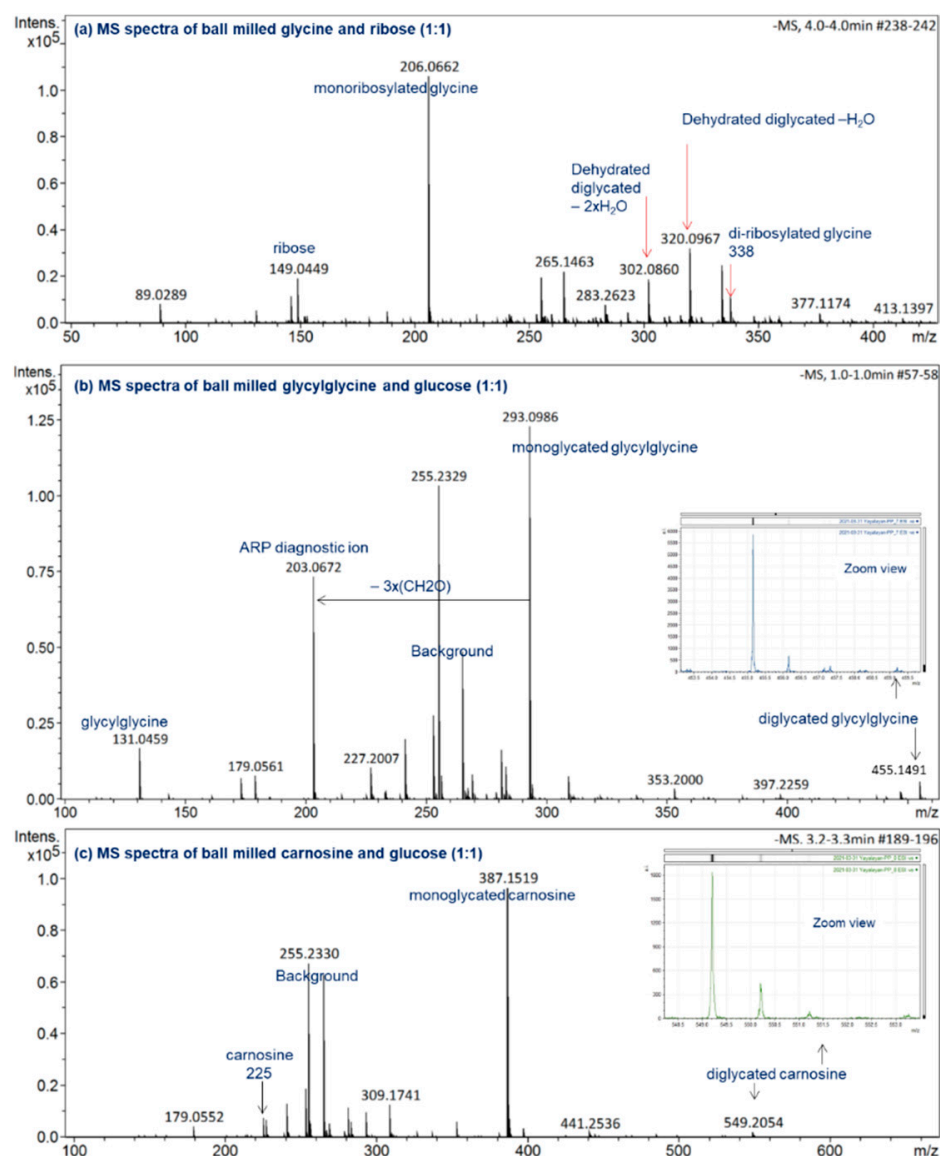 Intens.
x10⁵
(a) MS spectra of ball milled glycine and ribose (1:1)
-MS, 4.0-4.0min #238-242
206.0662
monoribosylated glycine
1.0
Dehydrated diglycated –H₂O
0.8
Dehydrated
diglycated
– 2xH₂O
0.6
0.4
di-ribosylated glycine
338
320.0967
ribose
149.0449
265.1463
302.0860
0.2
89.0289
283.2623
377.1174
413.1397
0.0
50
100
150
200
250
300
350
400
m/z
Intens.
x10⁵
(b) MS spectra of ball milled glycylglycine and glucose (1:1)
-MS, 1.0-1.0min #57-58
293.0986
1.25
monoglycated glycylglycine
255.2329
1.00
ARP diagnostic ion
203.0672
Zoom view
0.75
– 3x(CH2O)
Background
0.50
diglycated glycylglycine
0.25
glycylglycine
131.0459
179.0561
227.2007
353.2000
397.2259
455.1491
0.00
100
150
200
250
300
350
400
450
m/z
Intens.
x10⁵
(c) MS spectra of ball milled carnosine and glucose (1:1)
-MS. 3.2-3.3min #189-196
387.1519
1.0
monoglycated carnosine
Zoom view
0.8
255.2330
Background
0.6
0.4
carnosine
225
diglycated carnosine
0.2
179.0552
309.1741
441.2536
549.2054
0.0
100
200
300
400
500
600
m/z